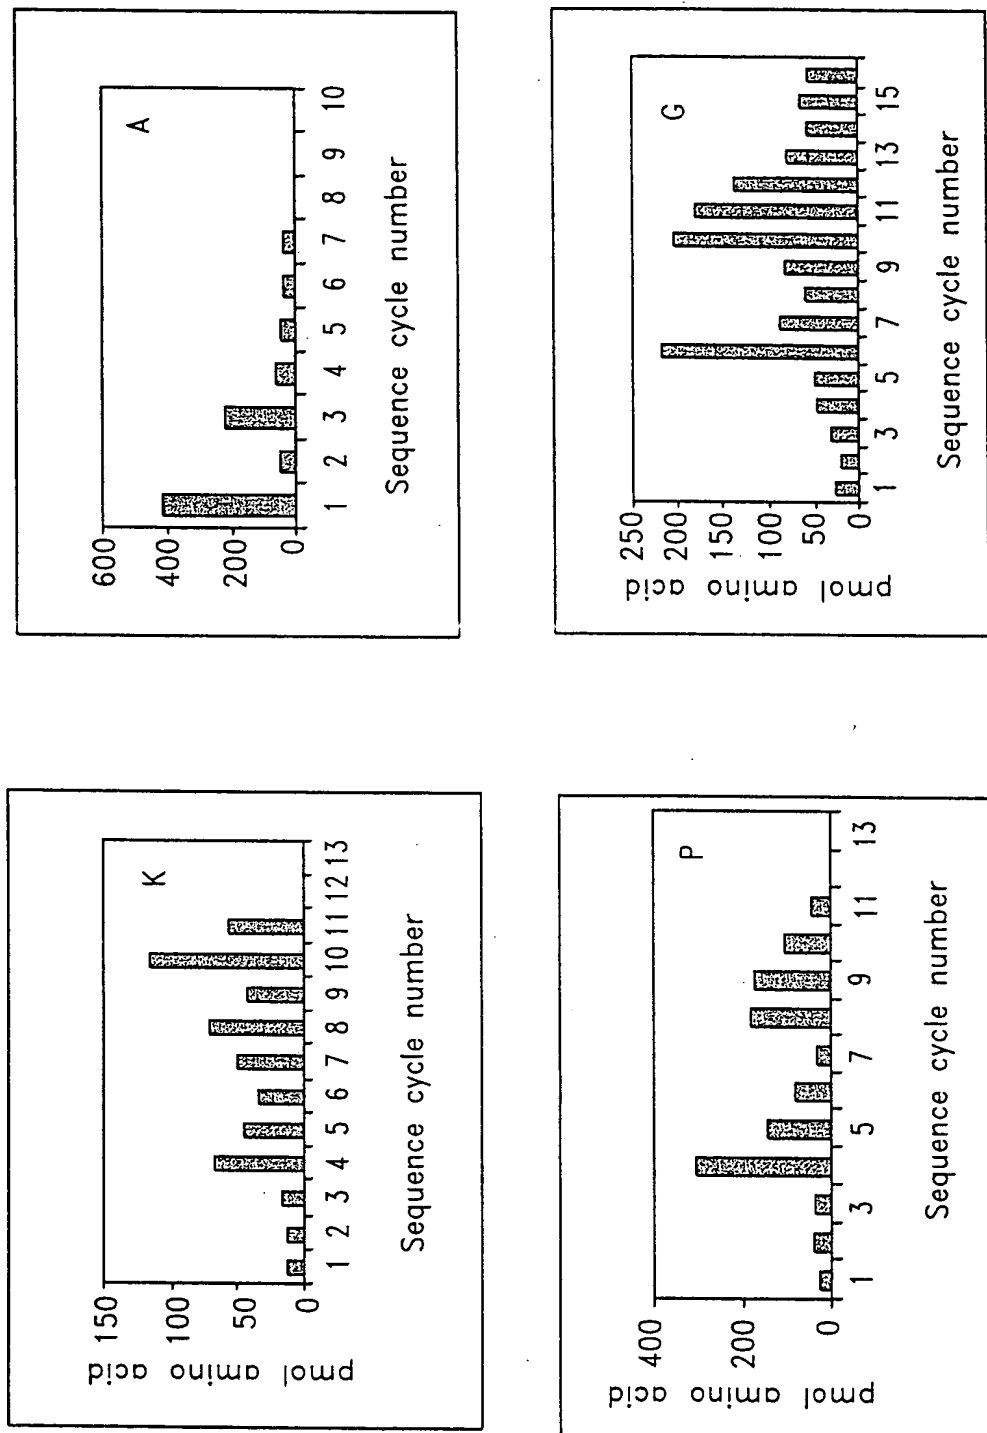 K
pmol amino acid
150
100
50
0
1 2 3 4 5 6 7 8 9 10 11 12 13
Sequence cycle number
A
600
400
200
0
1 2 3 4 5 6 7 8 9 10
Sequence cycle number
P
pmol amino acid
400
200
0
1 3 5 7 9 11 13
Sequence cycle number
G
pmol amino acid
250
200
150
100
50
0
1 3 5 7 9 11 13 15
Sequence cycle number